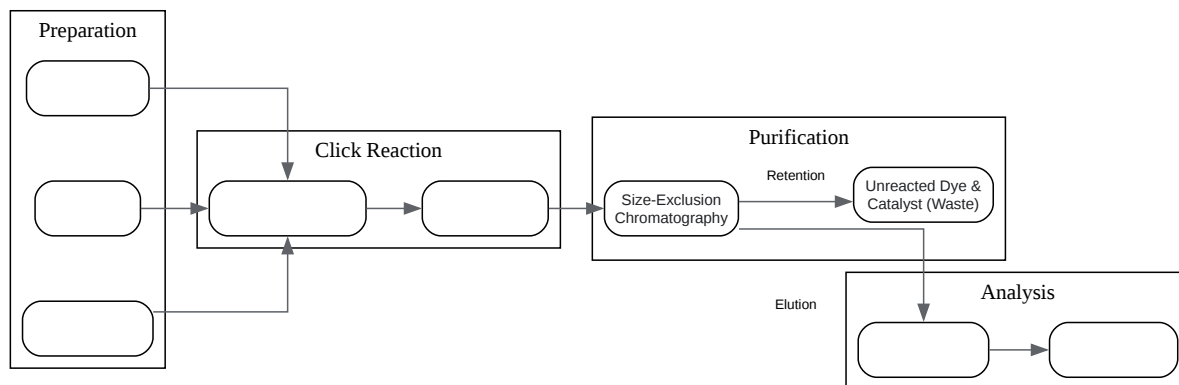 Preparation
Click Reaction
Purification
Size-Exclusion
Chromatography
Retention
Unreacted Dye &
Catalyst (Waste)
Elution
Analysis